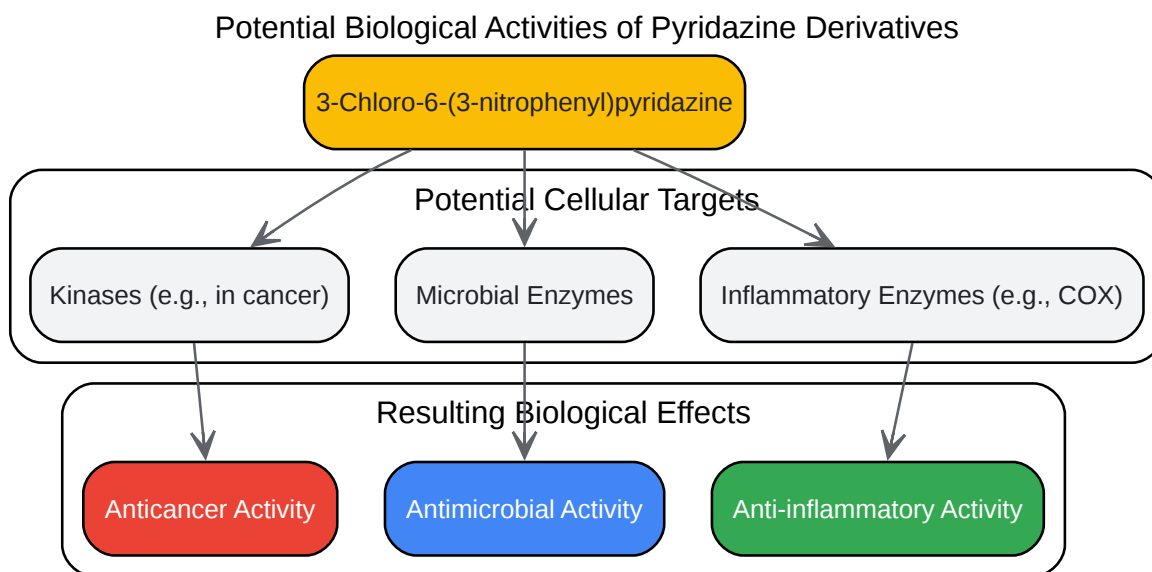 Potential Biological Activities of Pyridazine Derivatives
3-Chloro-6-(3-nitrophenyl)pyridazine
Potential Cellular Targets
Kinases (e.g., in cancer)
Microbial Enzymes
Inflammatory Enzymes (e.g., COX)
Resulting Biological Effects
Anticancer Activity
Antimicrobial Activity
Anti-inflammatory Activity